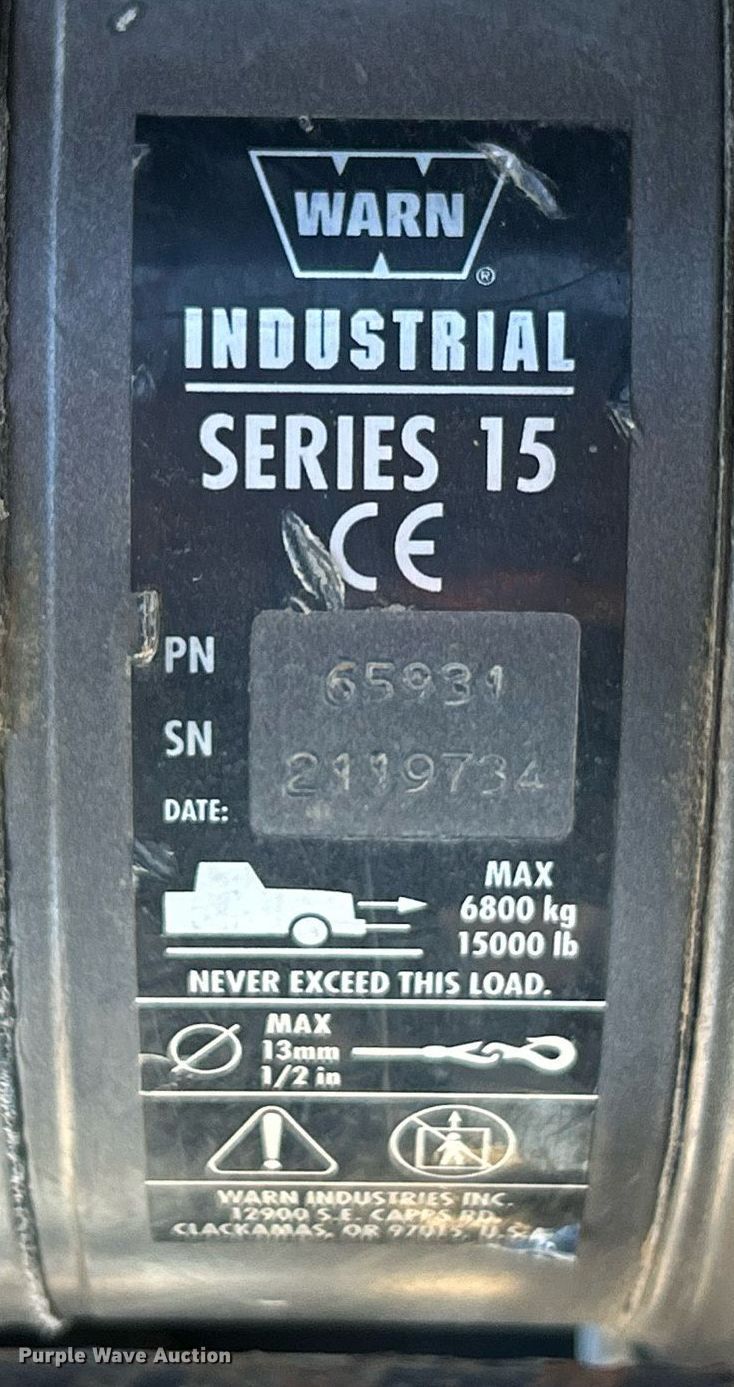 WARN
®
INDUSTRIAL
SERIES 15
CE
PN 65931
SN 2119734
DATE:
MAX
6800 kg
15000 lb
NEVER EXCEED THIS LOAD.
MAX
13mm
1/2 in
WARN INDUSTRIES INC.
12900 S.E. CAPPS RD.
CLACKAMAS, OR 97015, U.S.A.
Purple Wave Auction